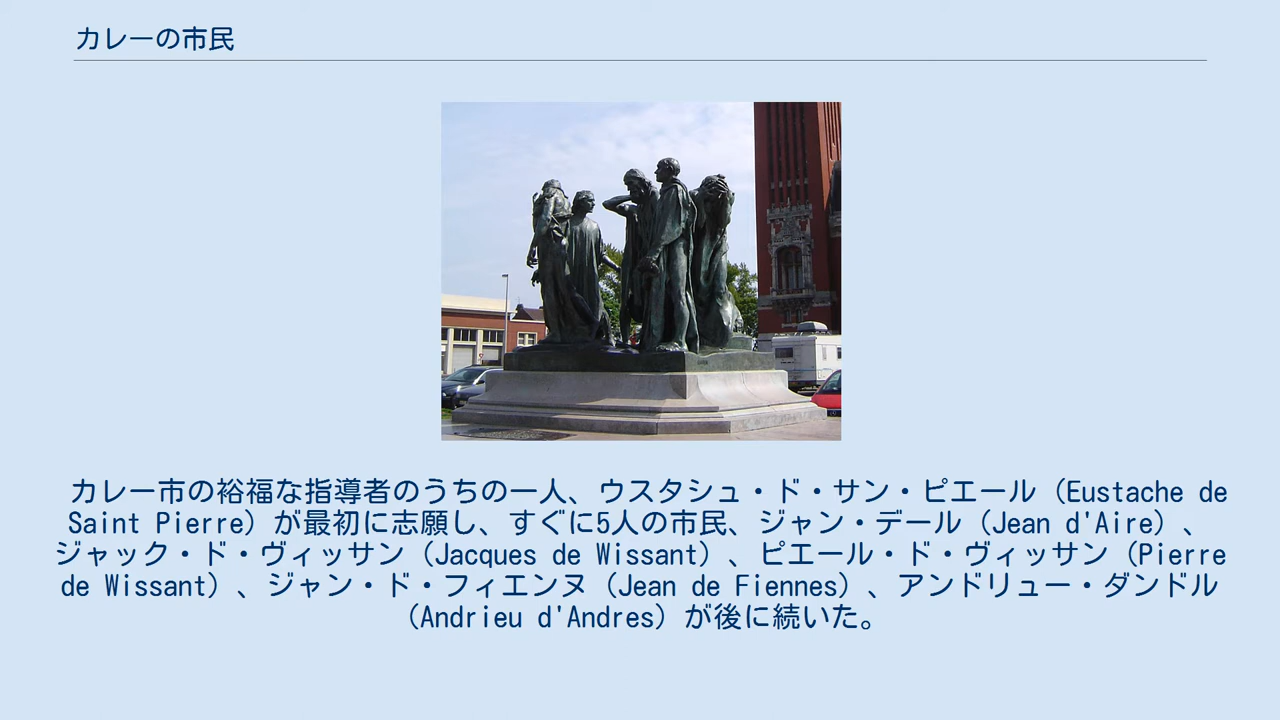 カレーの市民
カレー市の裕福な指導者のうちの一人、ウスタシュ・ド・サン・ピエール（Eustache de
Saint Pierre）が最初に志願し、すぐに5人の市民、ジャン・デール（Jean d'Aire）、
ジャック・ド・ヴィッサン（Jacques de Wissant）、ピエール・ド・ヴィッサン（Pierre
de Wissant）、ジャン・ド・フィエンヌ（Jean de Fiennes）、アンドリュー・ダンドル
（Andrieu d'Andres）が後に続いた。